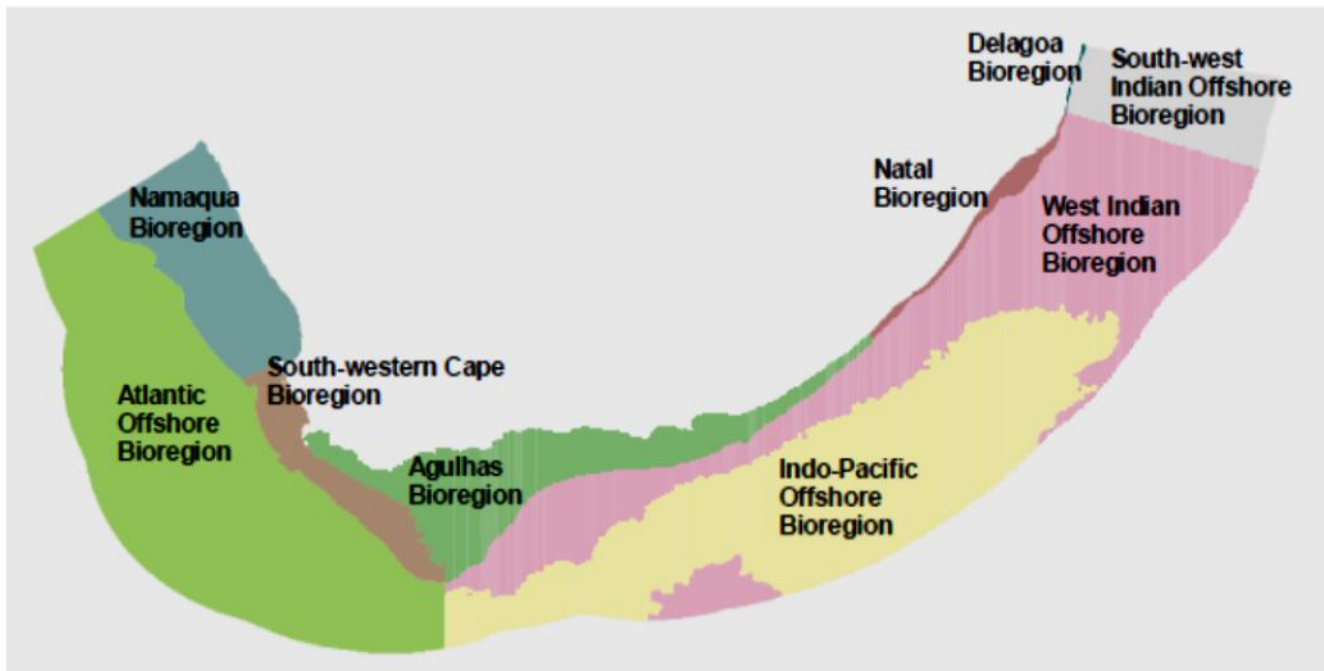 Delagoa
Bioregion
South-west
Indian Offshore
Bioregion
Natal
Bioregion
Namaqua
Bioregion
West Indian
Offshore
Bioregion
South-western Cape
Bioregion
Atlantic
Offshore
Bioregion
Agulhas
Bioregion
Indo-Pacific
Offshore
Bioregion